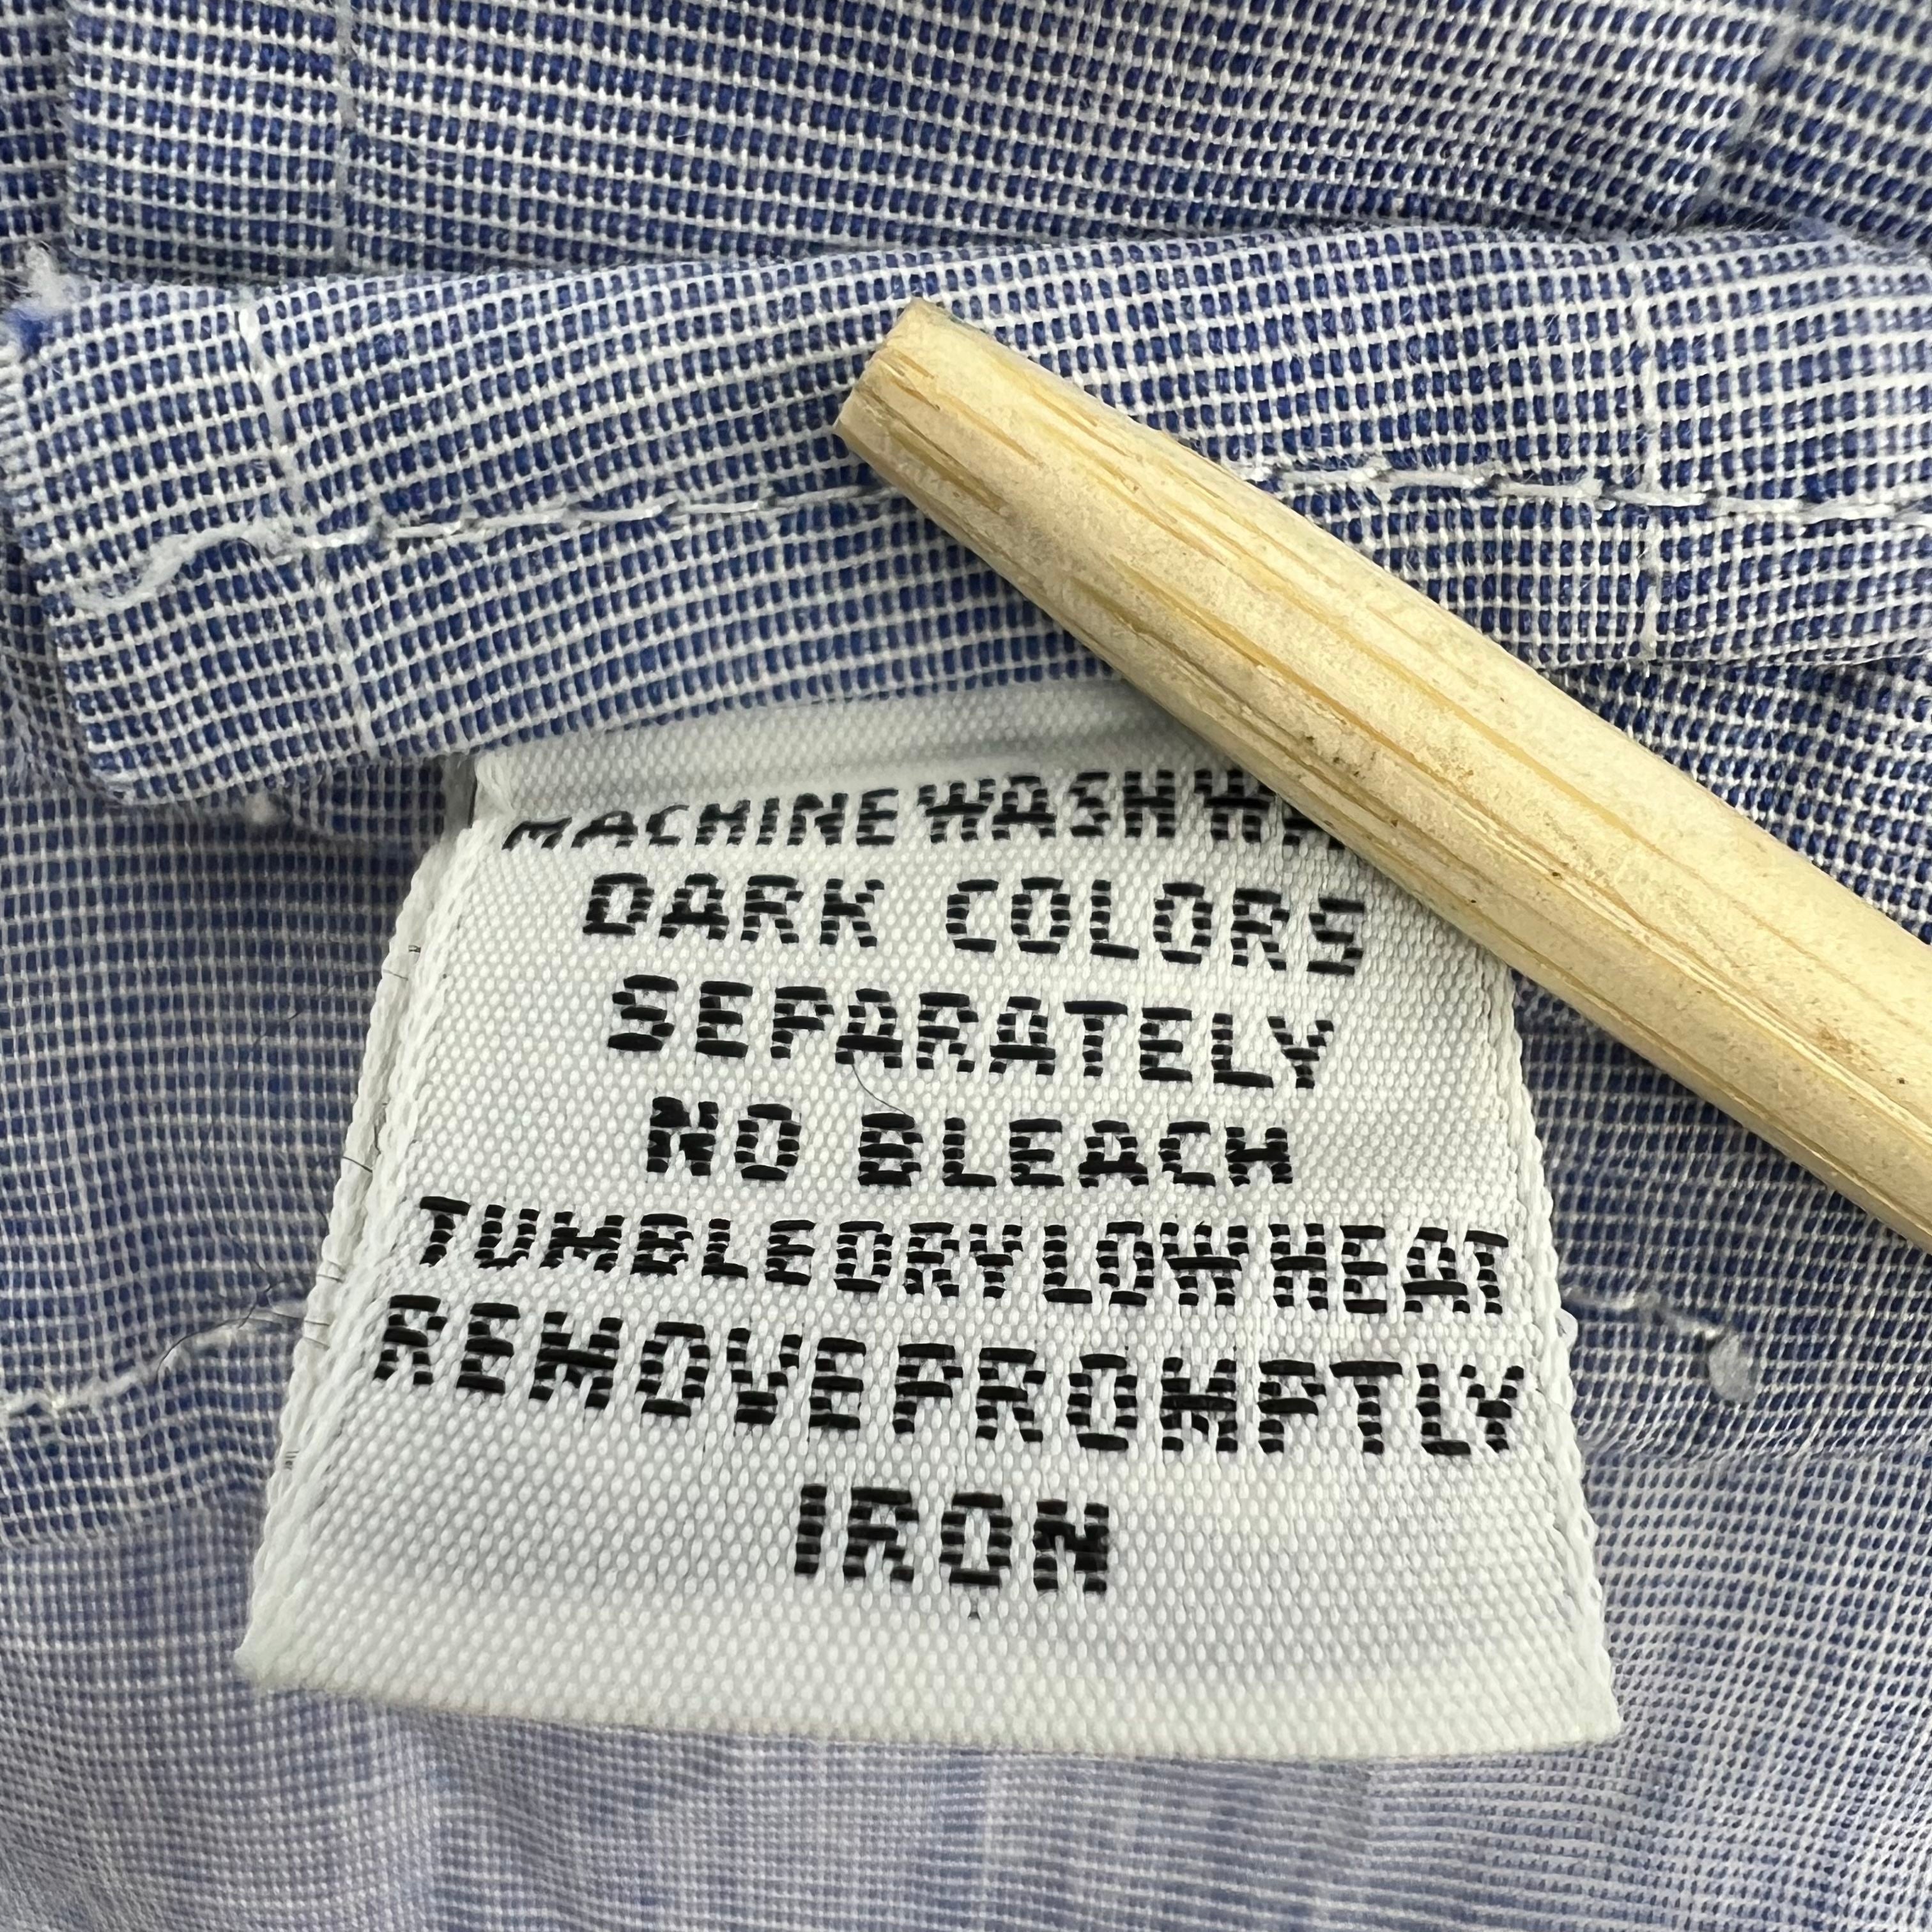 MACHINE WASH
DARK COLORS
SEPARATELY
NO BLEACH
TUMBLE DRY LOW HEAT
REMOVE PROMPTLY
IRON